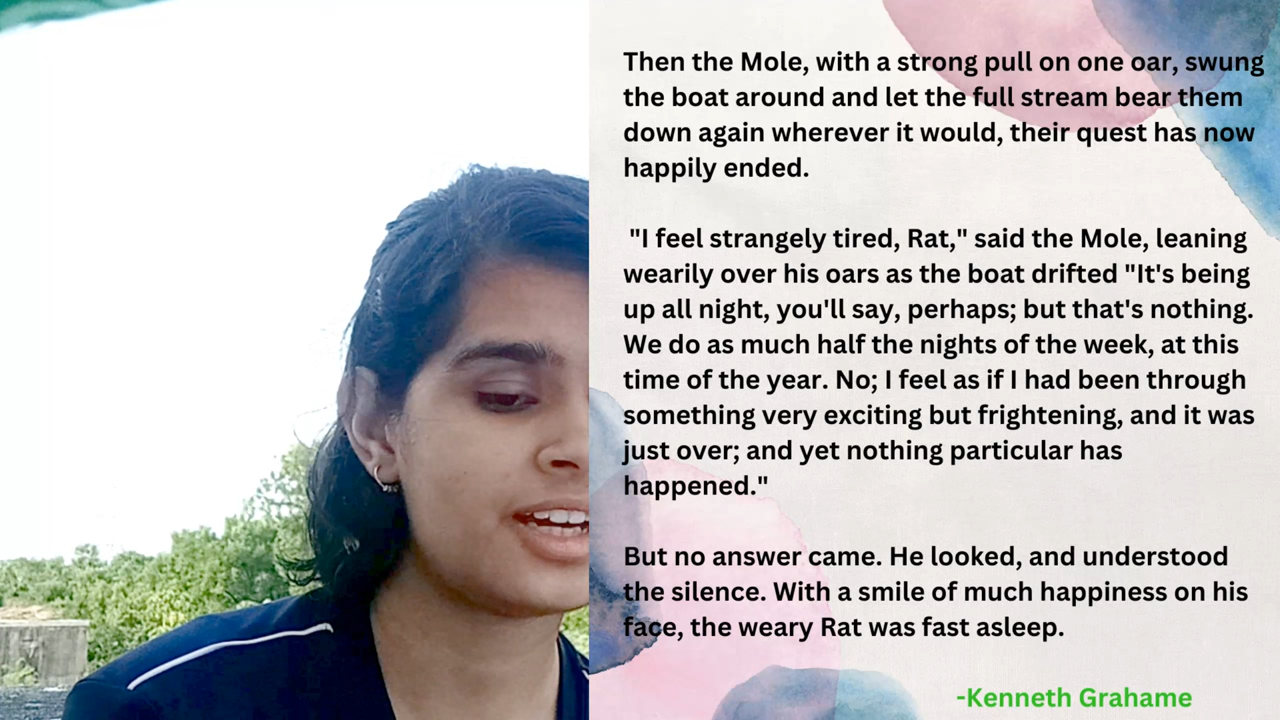 Then the Mole, with a strong pull on one oar, swung
the boat around and let the full stream bear them
down again wherever it would, their quest has now
happily ended.
"I feel strangely tired, Rat," said the Mole, leaning
wearily over his oars as the boat drifted "It's being
up all night, you'll say, perhaps; but that's nothing.
We do as much half the nights of the week, at this
time of the year. No; I feel as if I had been through
something very exciting but frightening, and it was
just over; and yet nothing particular has
happened."
But no answer came. He looked, and understood
the silence. With a smile of much happiness on his
face, the weary Rat was fast asleep.
-Kenneth Grahame